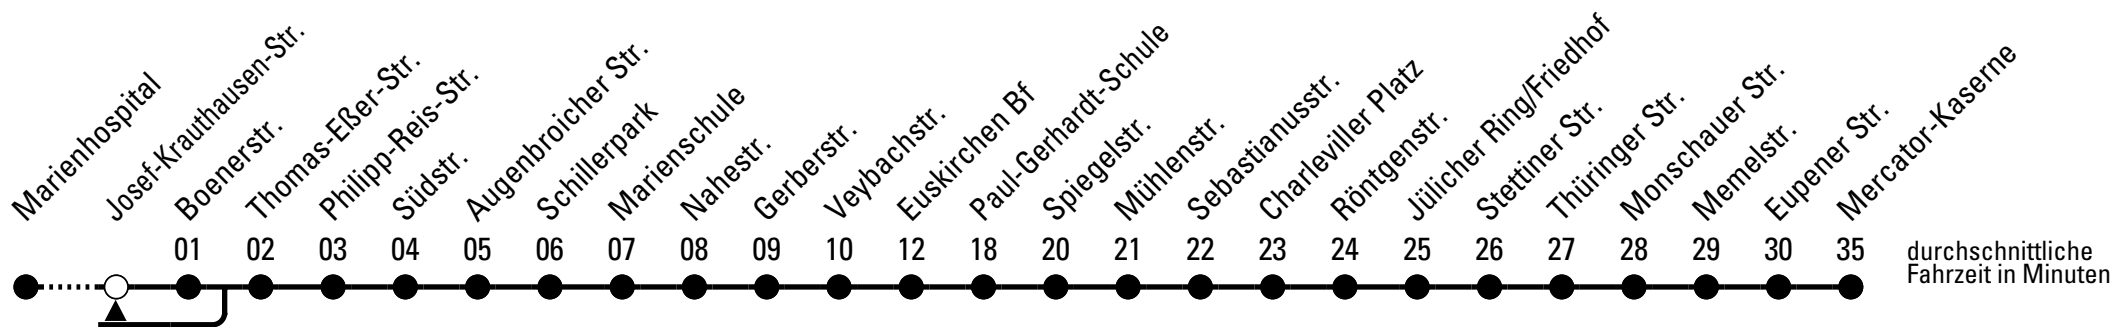 Marienhospital
Josef-Krauthausen-Str.
Boenerstr.
Thomas-Eßer-Str.
Philipp-Reis-Str.
Südstr.
Augenbroicher Str.
Schillerpark
Marienschule
Nahestr.
Gerberstr.
Veybachstr.
Euskirchen Bf
Paul-Gerhardt-Schule
Spiegelstr.
Mühlenstr.
Sebastianusstr.
Charleviller Platz
Röntgenstr.
Jülicher Ring/Friedhof
Stettiner Str.
Thüringer Str.
Monschauer Str.
Memelstr.
Eupener Str.
Mercator-Kaserne
01 02 03 04 05 06 07 08 09 10 12 18 20 21 22 23 24 25 26 27 28 29 30 35
durchschnittliche
Fahrzeit in Minuten